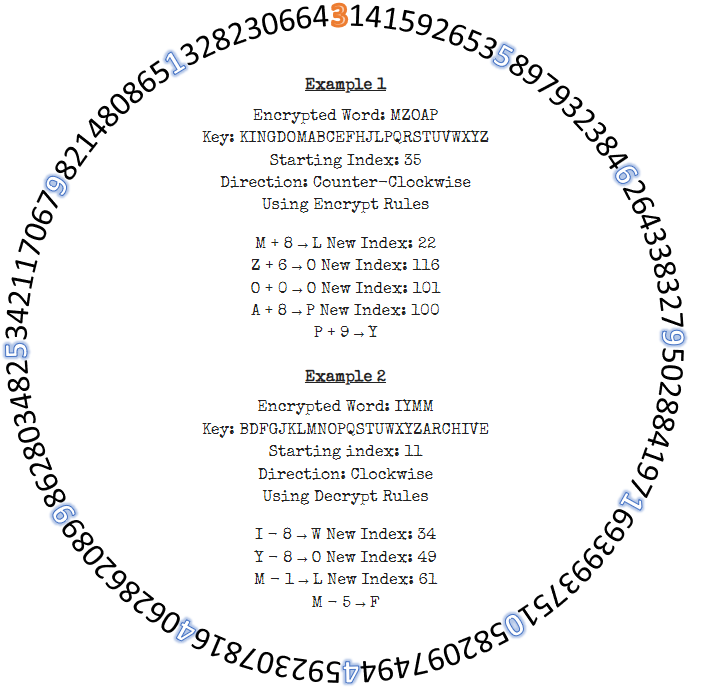 314159265358979323846264338327950288419716939937510582097494459230781640628620899862803482534211706798214808651328230664
Example 1
Encrypted Word: MZOAP
Key: KINGDOMABCEFHJLPQRSTUVWXYZ
Starting Index: 35
Direction: Counter-Clockwise
Using Encrypt Rules
M + 8 → L New Index: 22
Z + 6 → O New Index: 116
O + 0 → O New Index: 101
A + 8 → P New Index: 100
P + 9 → Y
Example 2
Encrypted Word: IYMM
Key: BDFGJKLMNOPQSTUWXYZARCHIVE
Starting index: 11
Direction: Clockwise
Using Decrypt Rules
I - 8 → W New Index: 34
Y - 8 → O New Index: 49
M - 1 → L New Index: 61
M - 5 → F